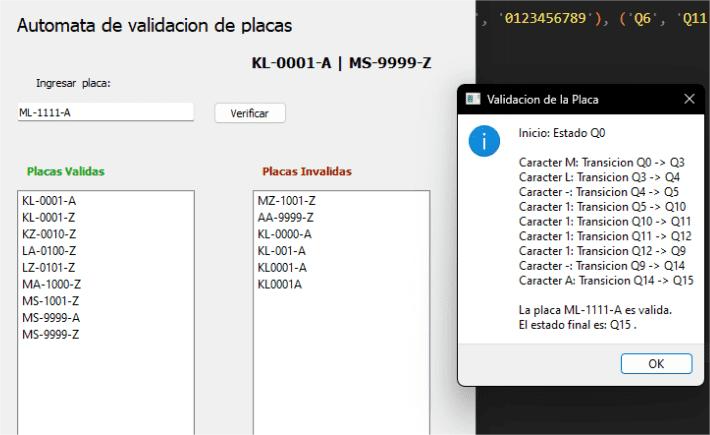 Automata de validacion de placas
KL-0001-A | MS-9999-Z
Ingresar placa:
ML-1111-A
Verificar
Placas Validas
KL-0001-A
KL-0001-Z
KZ-0010-Z
LA-0100-Z
LZ-0101-Z
MA-1000-Z
MS-1001-Z
MS-9999-A
MS-9999-Z
Placas Invalidas
MZ-1001-Z
AA-9999-Z
KL-0000-A
KL-001-A
KL0001-A
KL0001A
', '0123456789'), ('Q6', 'Q11
Validacion de la Placa
Inicio: Estado Q0
Caracter M: Transicion Q0 -> Q3
Caracter L: Transicion Q3 -> Q4
Caracter -: Transicion Q4 -> Q5
Caracter 1: Transicion Q5 -> Q10
Caracter 1: Transicion Q10 -> Q11
Caracter 1: Transicion Q11 -> Q12
Caracter 1: Transicion Q12 -> Q9
Caracter -: Transicion Q9 -> Q14
Caracter A: Transicion Q14 -> Q15
La placa ML-1111-A es valida.
El estado final es: Q15 .
OK